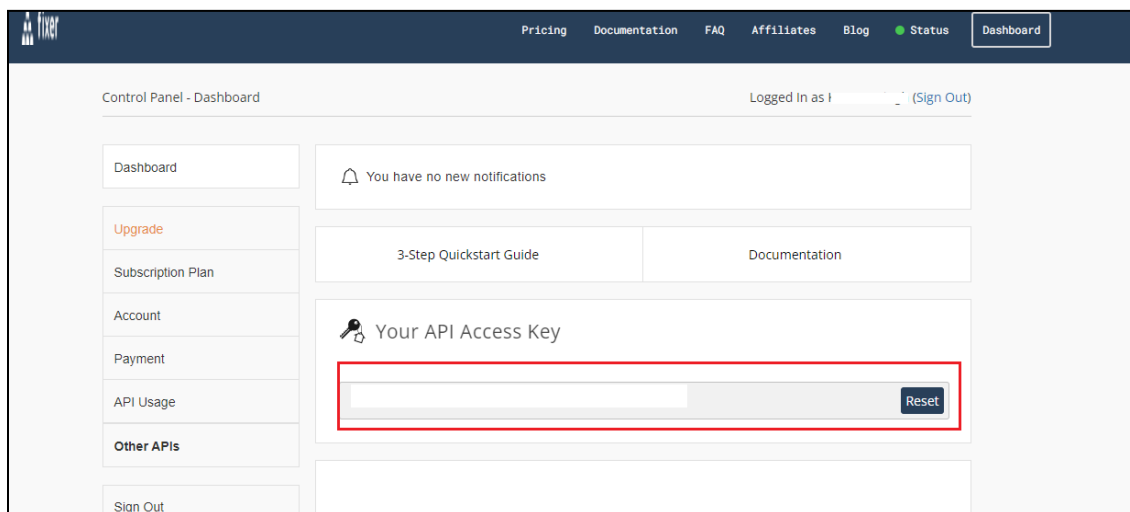 fixer
Pricing Documentation FAQ Affiliates Blog Status Dashboard
Control Panel - Dashboard
Logged In as (Sign Out)
Dashboard
You have no new notifications
Upgrade
3-Step Quickstart Guide
Documentation
Subscription Plan
Account
Your API Access Key
Payment
API Usage
Reset
Other APIs
Sign Out